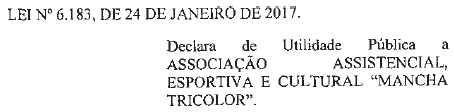 LEI Nº 6.183, DE 24 DE JANEIRO DE 2017.
Declara de Utilidade Pública a
ASSOCIAÇÃO ASSISTENCIAL,
ESPORTIVA E CULTURAL “MANCHA
TRICOLOR”.